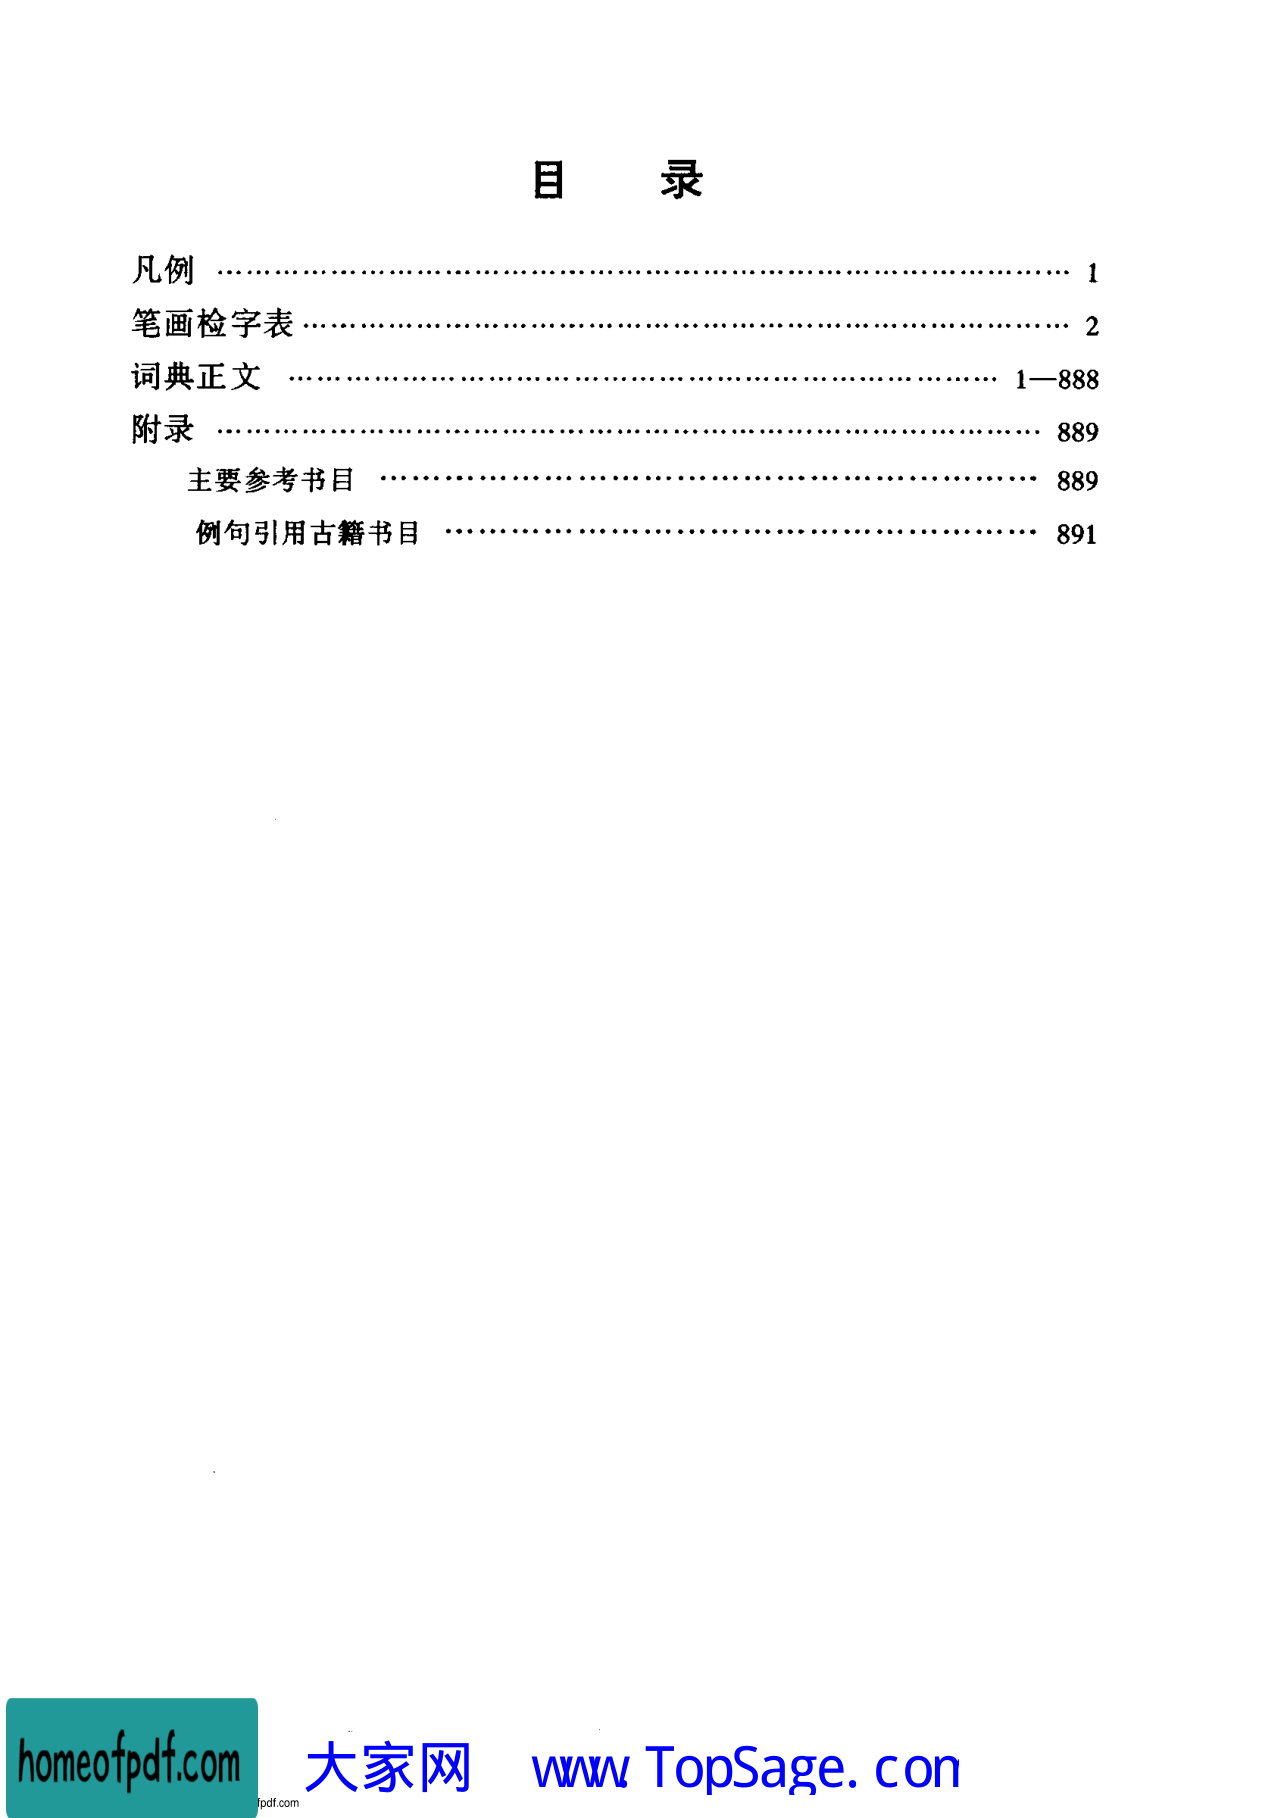 目 录
凡例 …………………………………………………………………………… 1
笔画检字表 …………………………………………………………………… 2
词典正文 ……………………………………………………………… 1—888
附录 ………………………………………………………………………… 889
主要参考书目 ………………………………………………………… 889
例句引用古籍书目 …………………………………………………… 891
homeofpdf.com
大家网 www.TopSage.com
fpdf.com